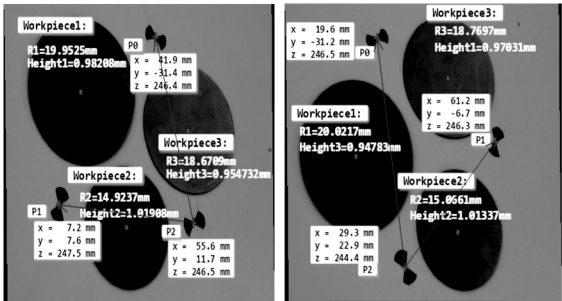 Workpiece1:
R1=19.9525mm
Height1=0.98208mm
P0
x = 41.9 mm
y = -31.4 mm
z = 246.4 mm
Workpiece3:
R3=18.6709mm
Height3=0.954732mm
Workpiece2:
R2=14.9237mm
Height2=1.01908mm
P1
x = 7.2 mm
y = 7.6 mm
z = 247.5 mm
P2
x = 55.6 mm
y = 11.7 mm
z = 246.5 mm
Workpiece3:
R3=18.7697mm
Height1=0.97031mm
x = 19.6 mm
y = -31.2 mm
z = 246.5 mm
P0
x = 61.2 mm
y = -6.7 mm
z = 246.3 mm
P1
Workpiece1:
R1=20.0217mm
Height3=0.94783mm
Workpiece2:
R2=15.0661mm
Height2=1.01337mm
x = 29.3 mm
y = 22.9 mm
z = 244.4 mm
P2